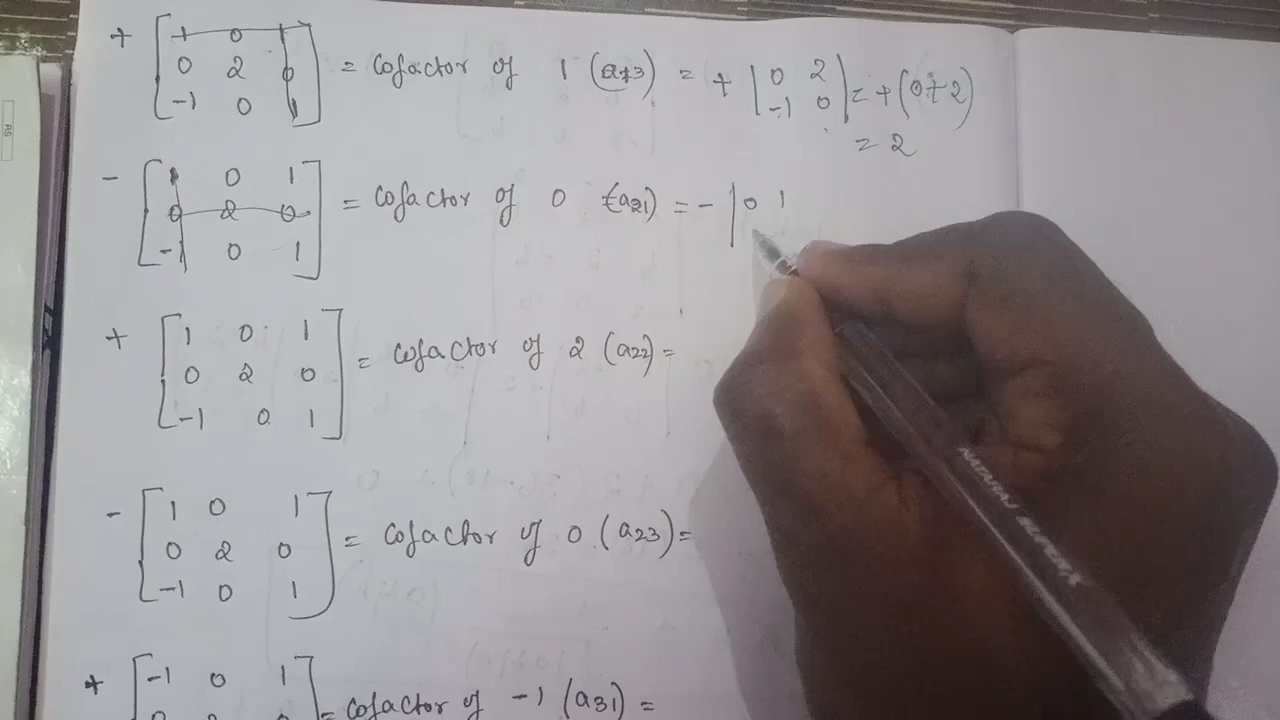 + [ 1 0 1 = cofactor of 1 (a13) = + | 0 2 | = + (0+2)
0 2 0 -1 0
-1 0 1 ] = 2
- [ 1 0 1
0 2 0 = cofactor of 0 (a21) = - | 0 1
-1 0 1 ]
+ [ 1 0 1
0 2 0 = cofactor of 2 (a22) =
-1 0 1 ]
- [ 1 0 1
0 2 0 = cofactor of 0 (a23) =
-1 0 1 ]
+ [ -1 0 1
= cofactor of -1 (a31) =
NATARAJ SUPER X